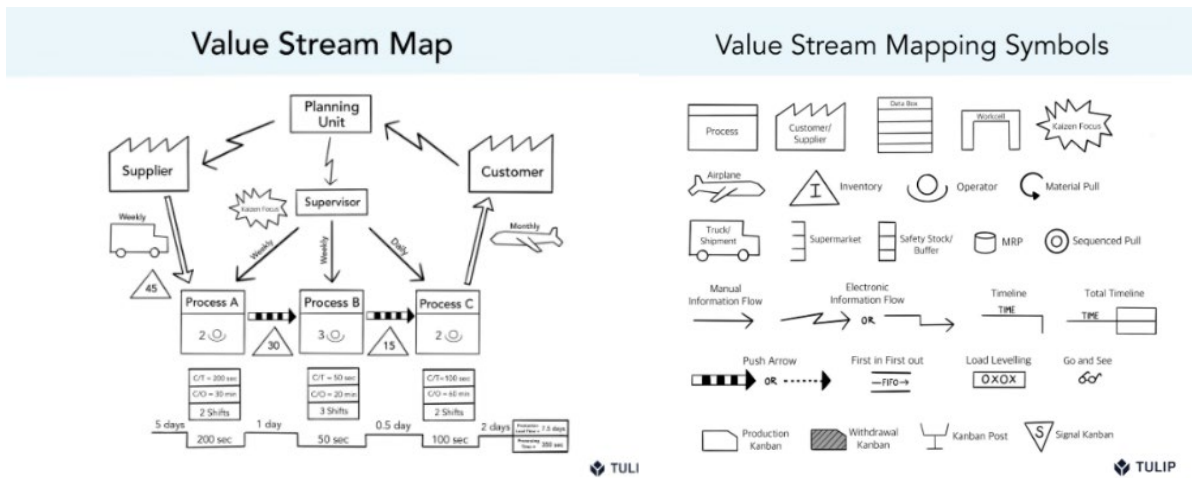 Value Stream Map
Planning
Unit
Supplier
Customer
Kaizen Focus
Supervisor
Weekly
Monthly
Weekly
Weekly
Daily
45
Process A
Process B
Process C
2
3
2
30
15
C/T = 200 sec
C/O = 30 min
2 Shifts
C/T = 50 sec
C/O = 20 min
3 Shifts
C/T= 100 sec
C/O = 60 min
2 Shifts
5 days
1 day
0.5 day
2 days
200 sec
50 sec
100 sec
Production
Lead Time = 7.5 days
Processing
Time = 350 sec
TULI
Value Stream Mapping Symbols
Process
Customer/
Supplier
Data Box
Workcell
Kaizen Focus
Airplane
I
Inventory
Operator
Material Pull
Truck/
Shipment
Supermarket
Safety Stock/
Buffer
MRP
Sequenced Pull
Manual
Information Flow
Electronic
Information Flow
OR
Timeline
TIME
Total Timeline
TIME
Push Arrow
OR
First in First out
FIFO
Load Levelling
OXOX
Go and See
Production
Kanban
Withdrawal
Kanban
Kanban Post
S
Signal Kanban
TULIP